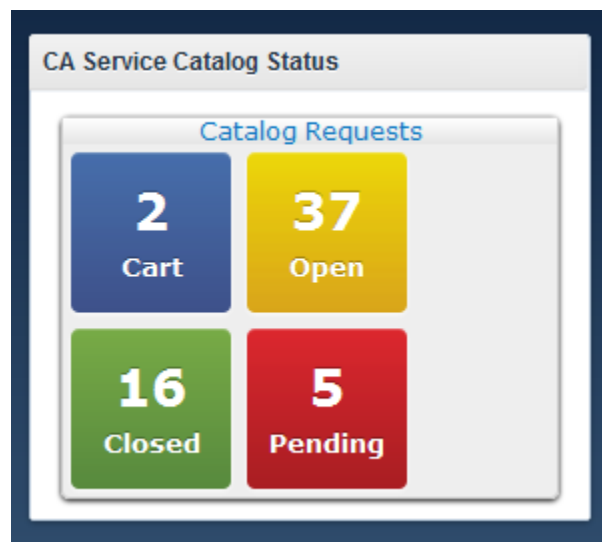 CA Service Catalog Status
Catalog Requests
2
Cart
37
Open
16
Closed
5
Pending